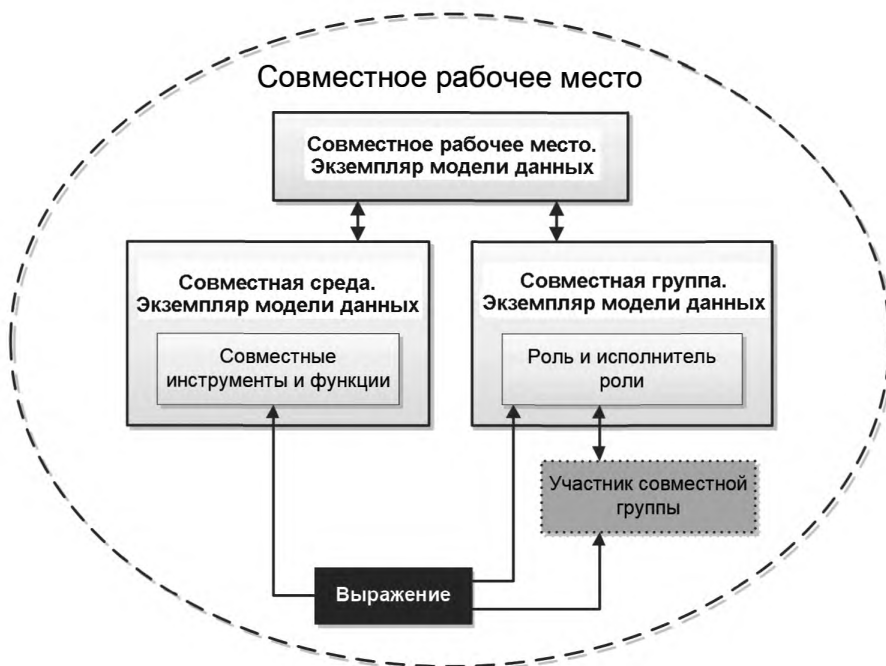 Совместное рабочее место
Совместное рабочее место.
Экземпляр модели данных
Совместная среда.
Экземпляр модели данных
Совместные
инструменты и функции
Совместная группа.
Экземпляр модели данных
Роль и исполнитель
роли
Участник совместной
группы
Выражение